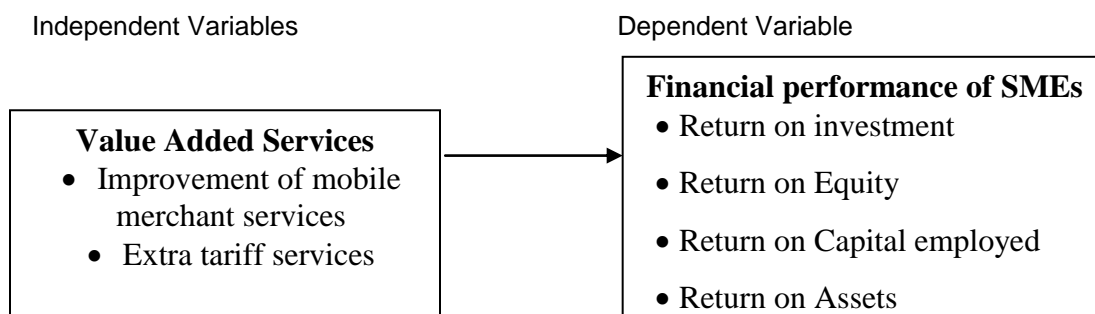 Independent Variables
Dependent Variable
Value Added Services
• Improvement of mobile
merchant services
• Extra tariff services
Financial performance of SMEs
• Return on investment
• Return on Equity
• Return on Capital employed
• Return on Assets